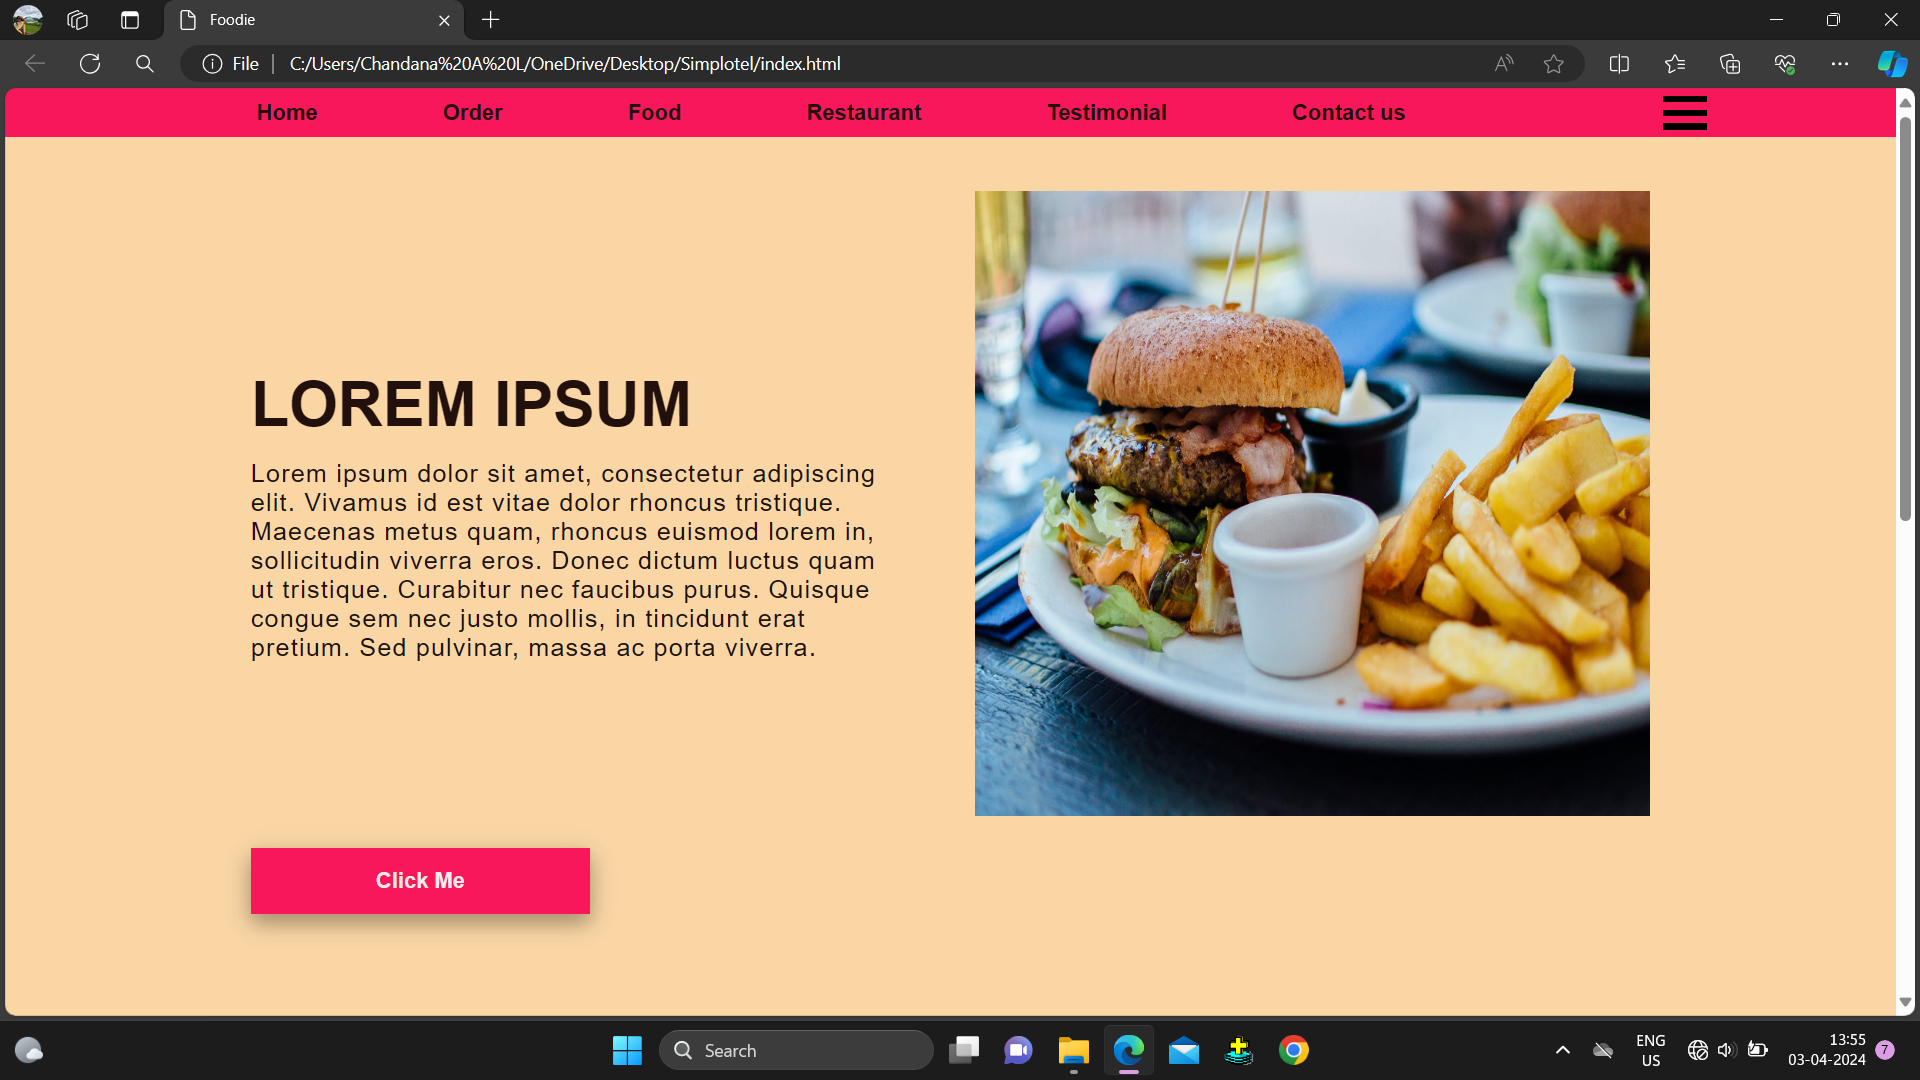 Foodie
File
C:/Users/Chandana%20A%20L/OneDrive/Desktop/Simplotel/index.html
Home Order Food Restaurant Testimonial Contact us
LOREM IPSUM
Lorem ipsum dolor sit amet, consectetur adipiscing
elit. Vivamus id est vitae dolor rhoncus tristique.
Maecenas metus quam, rhoncus euismod lorem in,
sollicitudin viverra eros. Donec dictum luctus quam
ut tristique. Curabitur nec faucibus purus. Quisque
congue sem nec justo mollis, in tincidunt erat
pretium. Sed pulvinar, massa ac porta viverra.
Click Me
Search
ENG
US
13:55
03-04-2024
7